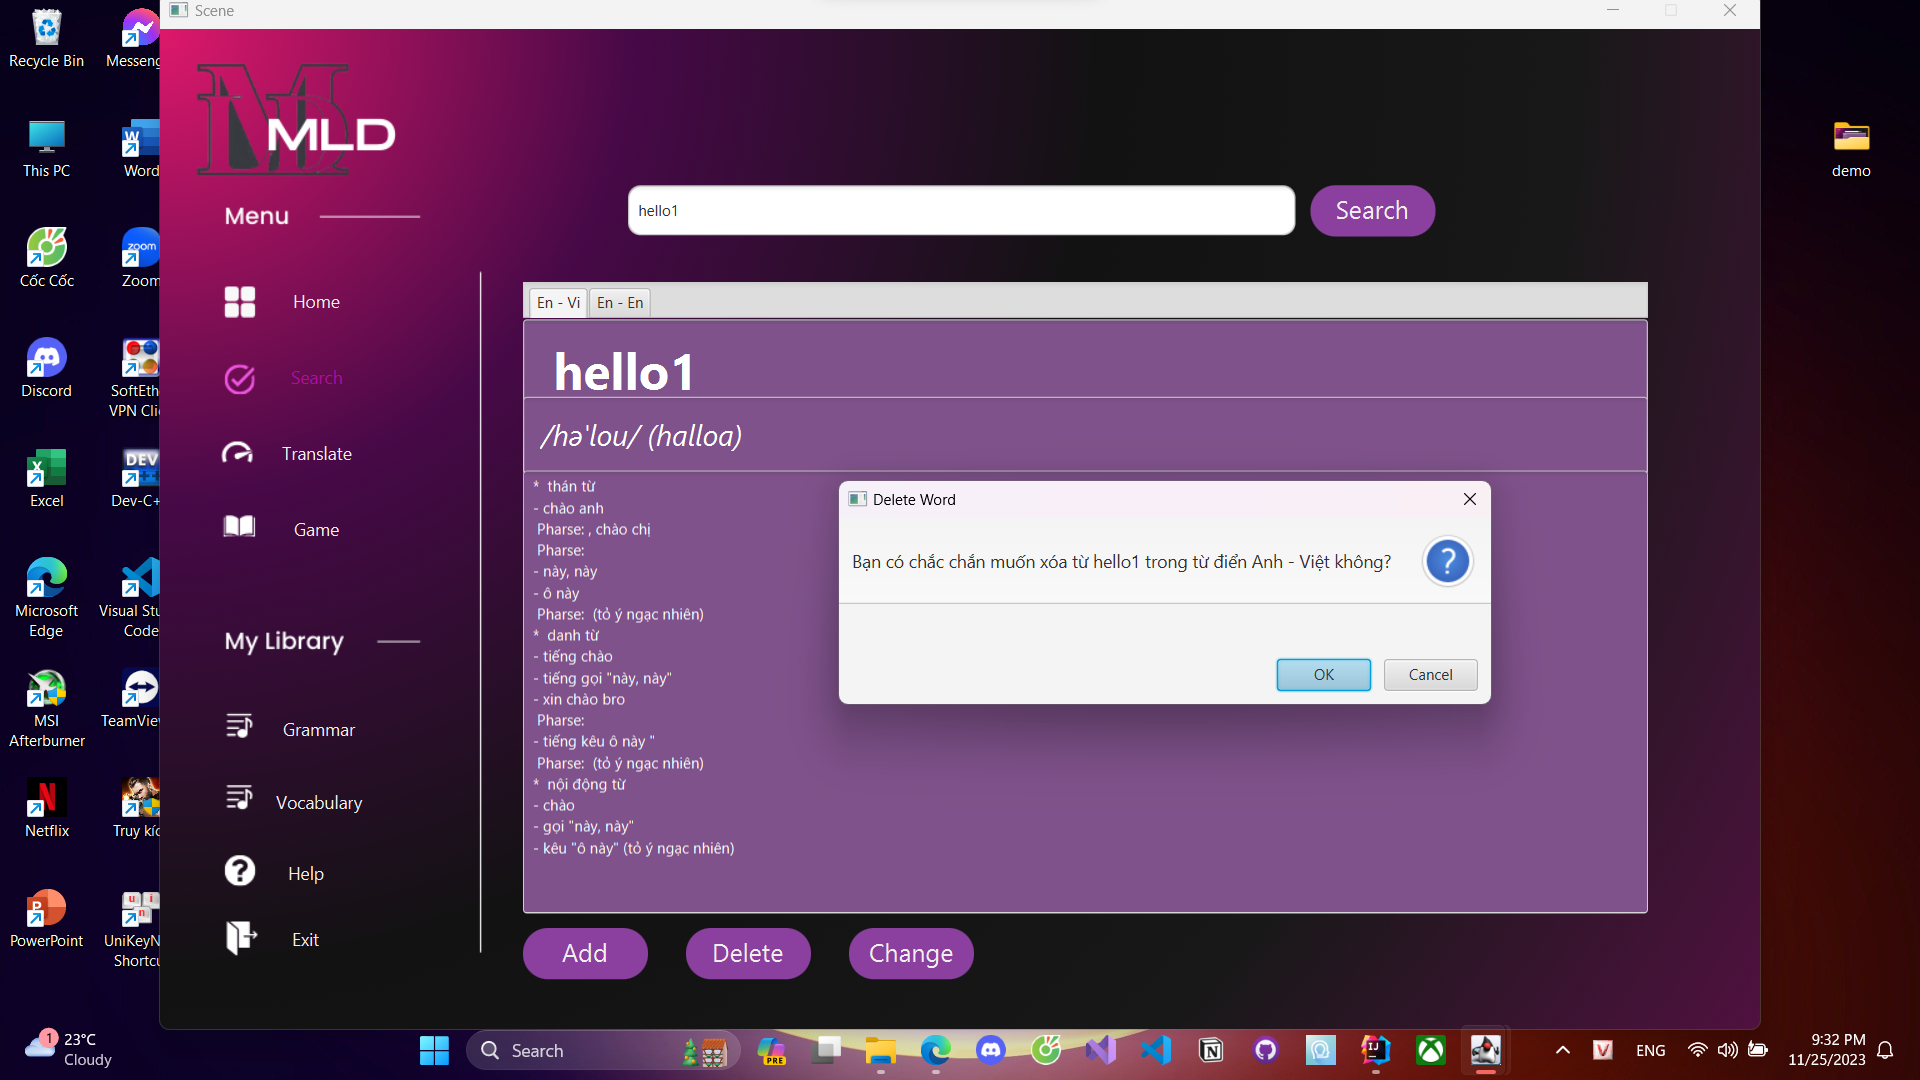 Scene
Recycle Bin
Messeng
This PC
Word
Cốc Cốc
zoom
Zoom
Discord
SoftEth
VPN Clie
Excel
DEV
Dev-C+
Microsoft
Edge
Visual Stu
Code
MSI
Afterburner
TeamView
Netflix
Truy kíc
PowerPoint
UniKeyN
Shortcu
demo
MLD
Menu
Home
Search
Translate
Game
My Library
Grammar
Vocabulary
Help
Exit
hello1
Search
En - Vi
En - En
hello1
/hə'lou/ (halloa)
* thán từ
- chào anh
Pharse: , chào chị
Pharse:
- này, này
- ô này
Pharse: (tỏ ý ngạc nhiên)
* danh từ
- tiếng chào
- tiếng gọi "này, này"
- xin chào bro
Pharse:
- tiếng kêu ô này "
Pharse: (tỏ ý ngạc nhiên)
* nội động từ
- chào
- gọi "này, này"
- kêu "ô này" (tỏ ý ngạc nhiên)
Delete Word
Bạn có chắc chắn muốn xóa từ hello1 trong từ điển Anh - Việt không?
OK
Cancel
Add
Delete
Change
1
23°C
Cloudy
Search
PRE
ENG
9:32 PM
11/25/2023